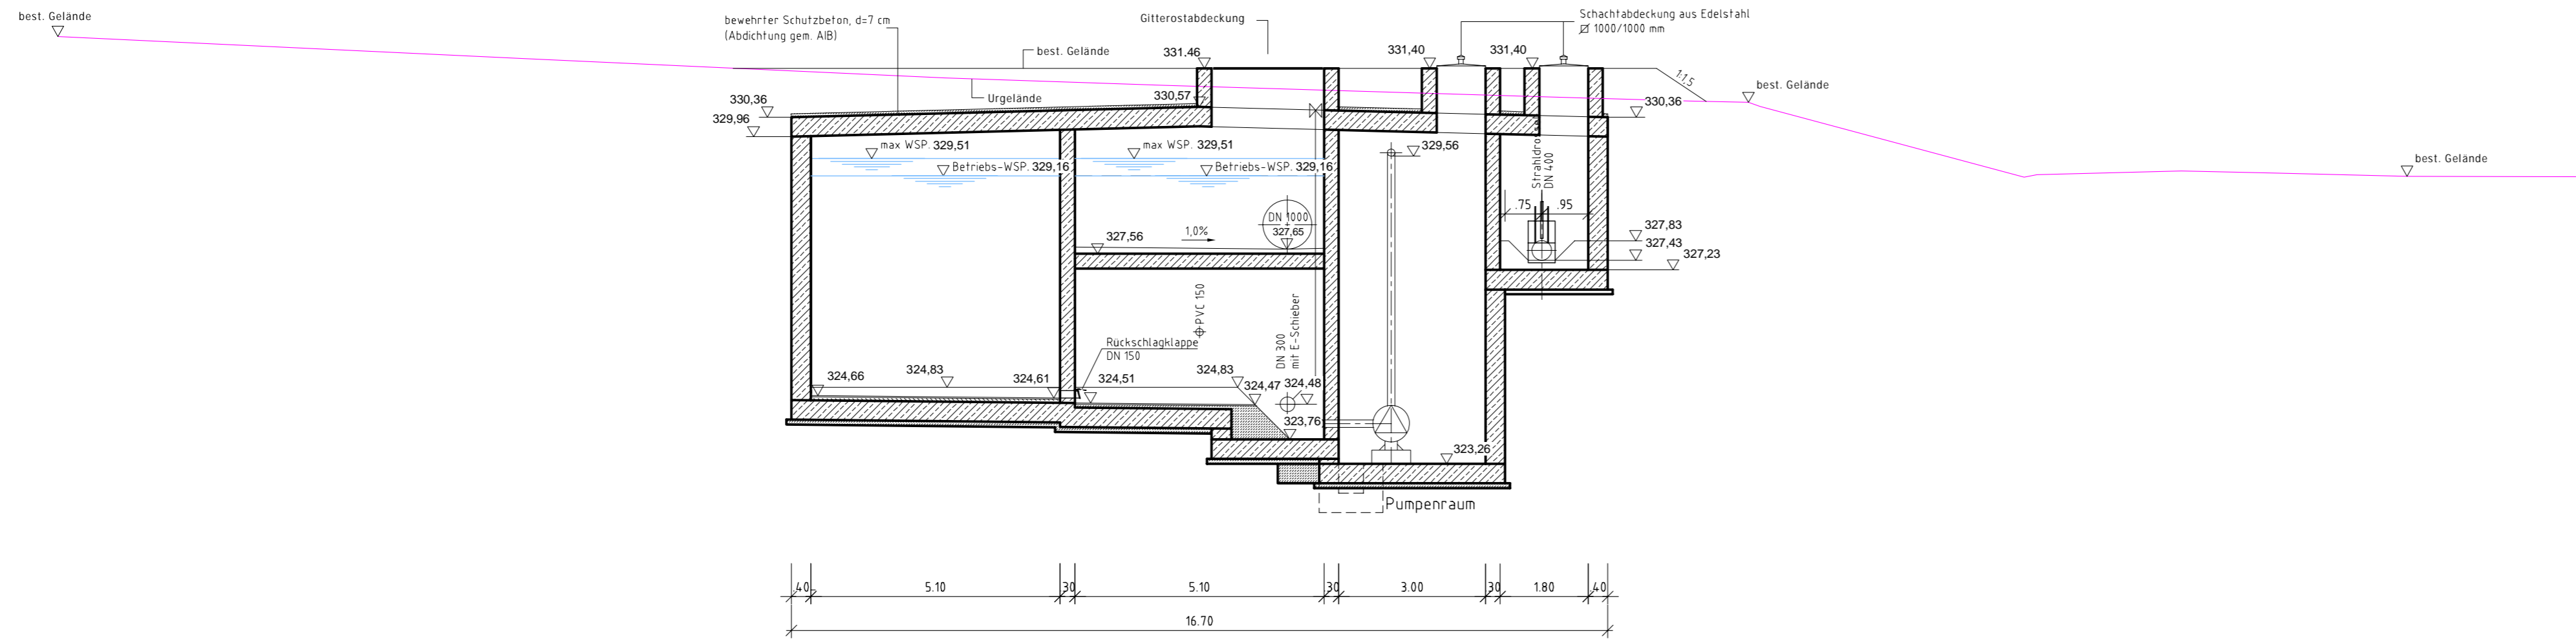 best. Gelände
bewehrter Schutzbeton, d=7 cm
(Abdichtung gem. AIB)
Gitterostabdeckung
Schachtabdeckung aus Edelstahl
1000/1000 mm
best. Gelände
331.46
331,40
331,40
1:1.5
best. Gelände
Urgelände
330,57
330,36
330,36
329,96
max WSP. 329,51
max WSP. 329,51
329,56
Betriebs-WSP. 329,16
Betriebs-WSP. 329,16
Strahldros
DN 400
best. Gelände
.75
.95
DN 1000
327,65
1,0%
327,56
327,83
327,43
327,23
PVC 150
DN 300
mit E-Schieber
Rückschlagklappe
DN 150
324,66
324,83
324,61
324,51
324,83
324,47
324,48
323,76
323,26
Pumpenraum
.40
5.10
.30
5.10
.30
3.00
.30
1.80
.40
16.70